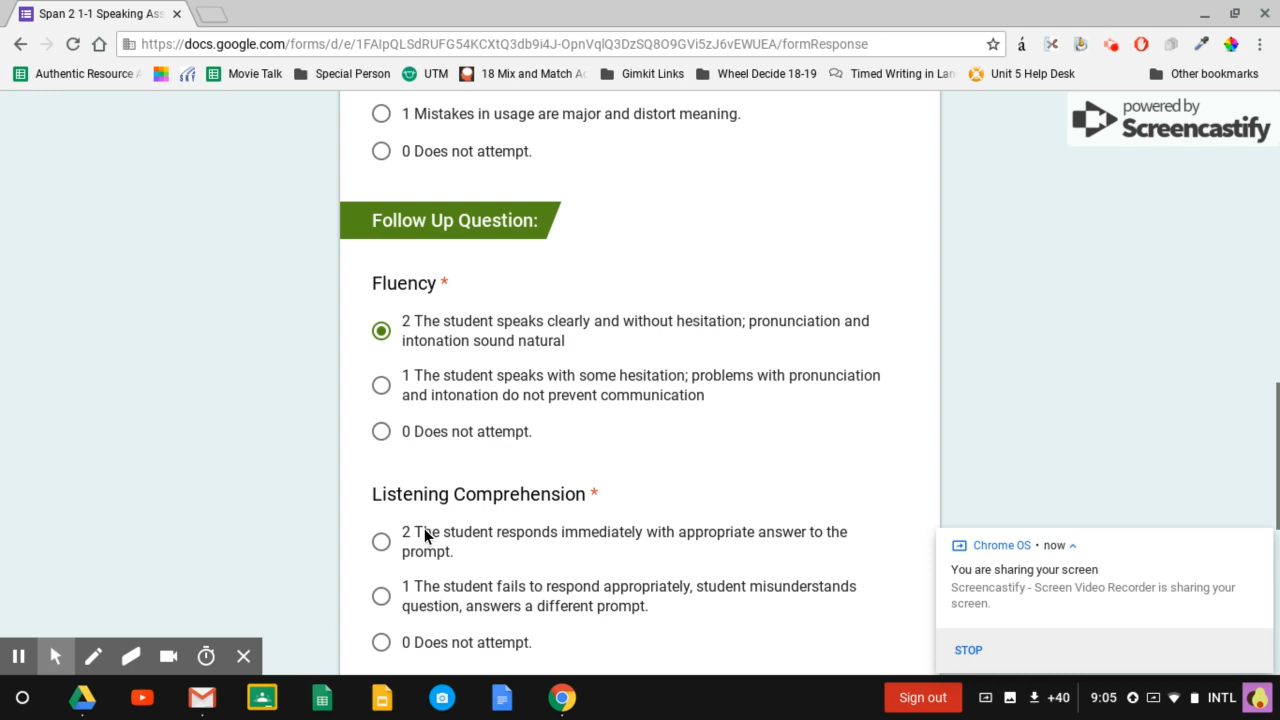 Span 2 1-1 Speaking Ass
https://docs.google.com/forms/d/e/1FAIpQLSdRUFG54KCXtQ3db9i4J-OpnVqlQ3DzSQ8O9GVi5zJ6vEWUEA/formResponse
Authentic Resource A
Movie Talk
Special Person
UTM
18 Mix and Match Ac
Gimkit Links
Wheel Decide 18-19
Timed Writing in Lan
Unit 5 Help Desk
Other bookmarks
powered by
Screencastify
1 Mistakes in usage are major and distort meaning.
0 Does not attempt.
Follow Up Question:
Fluency *
2 The student speaks clearly and without hesitation; pronunciation and
intonation sound natural
1 The student speaks with some hesitation; problems with pronunciation
and intonation do not prevent communication
0 Does not attempt.
Listening Comprehension *
2 The student responds immediately with appropriate answer to the
prompt.
1 The student fails to respond appropriately, student misunderstands
question, answers a different prompt.
0 Does not attempt.
Chrome OS • now
You are sharing your screen
Screencastify - Screen Video Recorder is sharing your
screen.
STOP
Sign out
+40
9:05
INTL